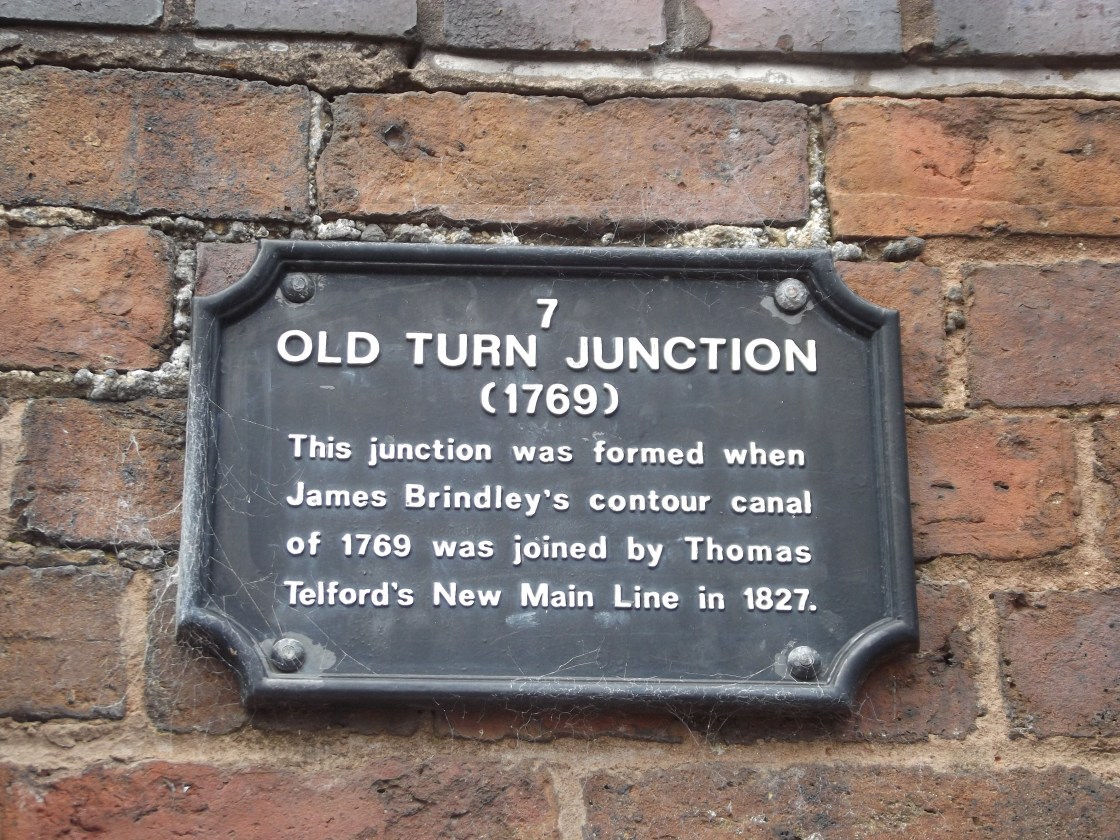 7
OLD TURN JUNCTION
(1769)
This junction was formed when
James Brindley's contour canal
of 1769 was joined by Thomas
Telford's New Main Line in 1827.